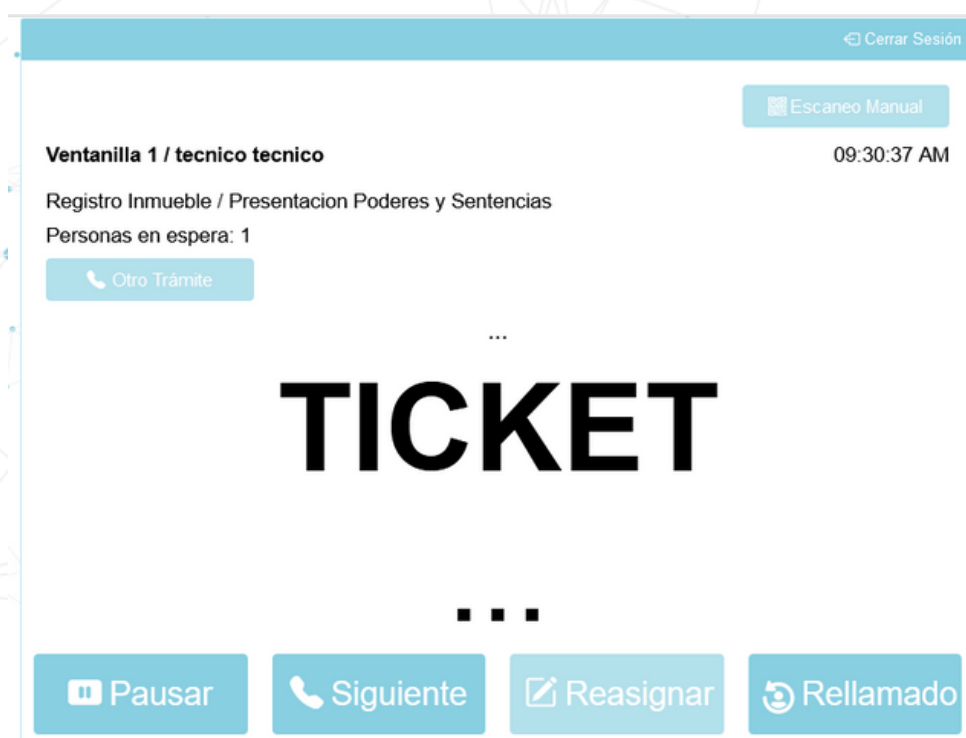 Cerrar Sesión
Escaneo Manual
Ventanilla 1 / tecnico tecnico
09:30:37 AM
Registro Inmueble / Presentacion Poderes y Sentencias
Personas en espera: 1
Otro Trámite
...
TICKET
...
Pausar
Siguiente
Reasignar
Rellamado